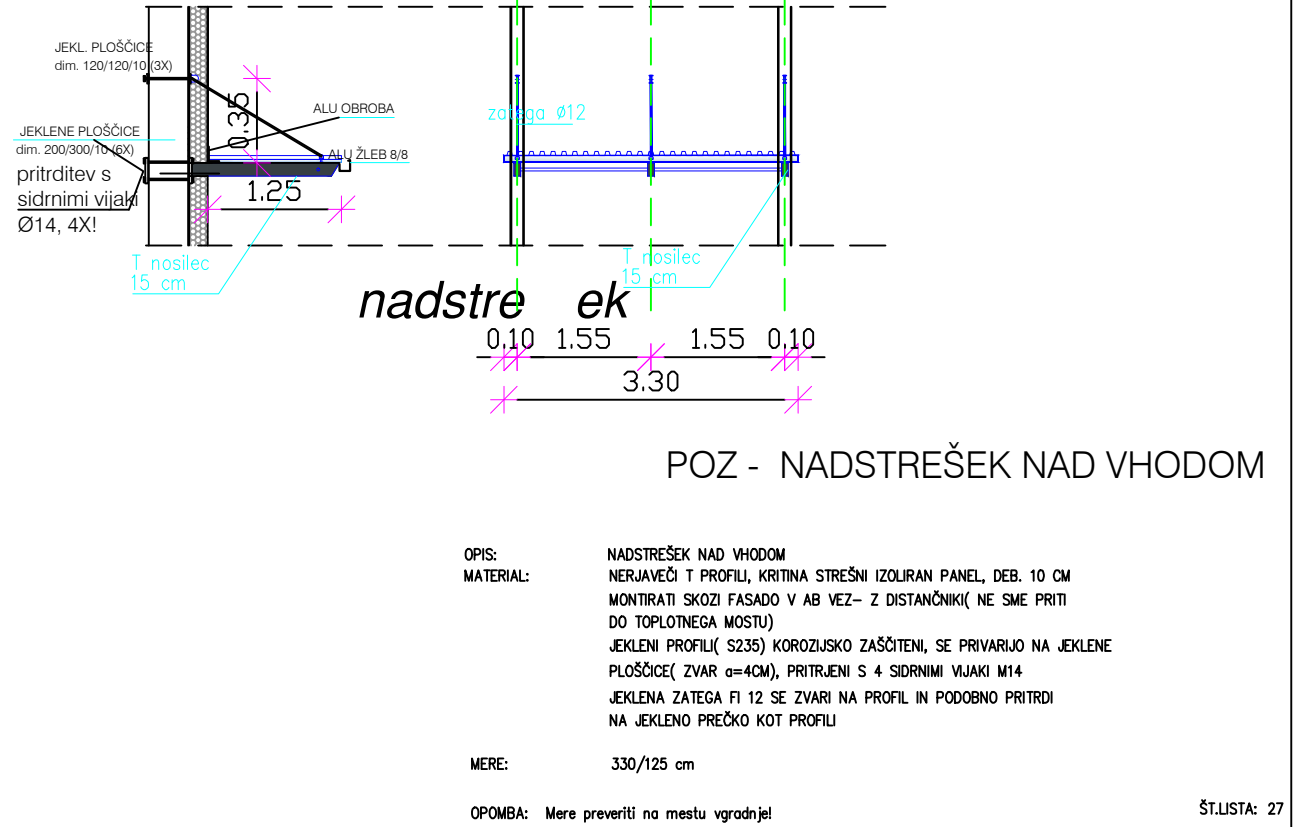 JEKL. PLOŠČICE
dim. 120/120/10 (3X)
0.35
ALU OBROBA
zatega ø12
JEKLENE PLOŠČICE
dim. 200/300/10 (6X)
ALU ŽLEB 8/8
pritrditev s
sidrnimi vijaki
Ø14, 4X!
1.25
T nosilec
15 cm
T nosilec
15 cm
nadstre ek
0.10 1.55 1.55 0.10
3.30
POZ - NADSTREŠEK NAD VHODOM
OPIS: NADSTREŠEK NAD VHODOM
MATERIAL: NERJAVEČI T PROFILI, KRITINA STREŠNI IZOLIRAN PANEL, DEB. 10 CM
MONTIRATI SKOZI FASADO V AB VEZ- Z DISTANČNIKI( NE SME PRITI
DO TOPLOTNEGA MOSTU)
JEKLENI PROFILI( S235) KOROZIJSKO ZAŠČITENI, SE PRIVARIJO NA JEKLENE
PLOŠČICE( ZVAR a=4CM), PRITRJENI S 4 SIDRNIMI VIJAKI M14
JEKLENA ZATEGA FI 12 SE ZVARI NA PROFIL IN PODOBNO PRITRDI
NA JEKLENO PREČKO KOT PROFILI
MERE: 330/125 cm
OPOMBA: Mere preveriti na mestu vgradnje!
ŠT.LISTA: 27